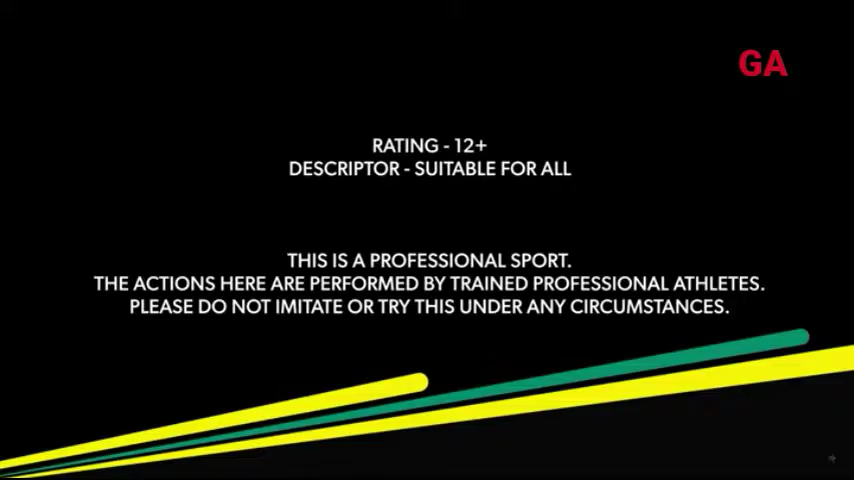 GA
RATING - 12+
DESCRIPTOR - SUITABLE FOR ALL
THIS IS A PROFESSIONAL SPORT.
THE ACTIONS HERE ARE PERFORMED BY TRAINED PROFESSIONAL ATHLETES.
PLEASE DO NOT IMITATE OR TRY THIS UNDER ANY CIRCUMSTANCES.